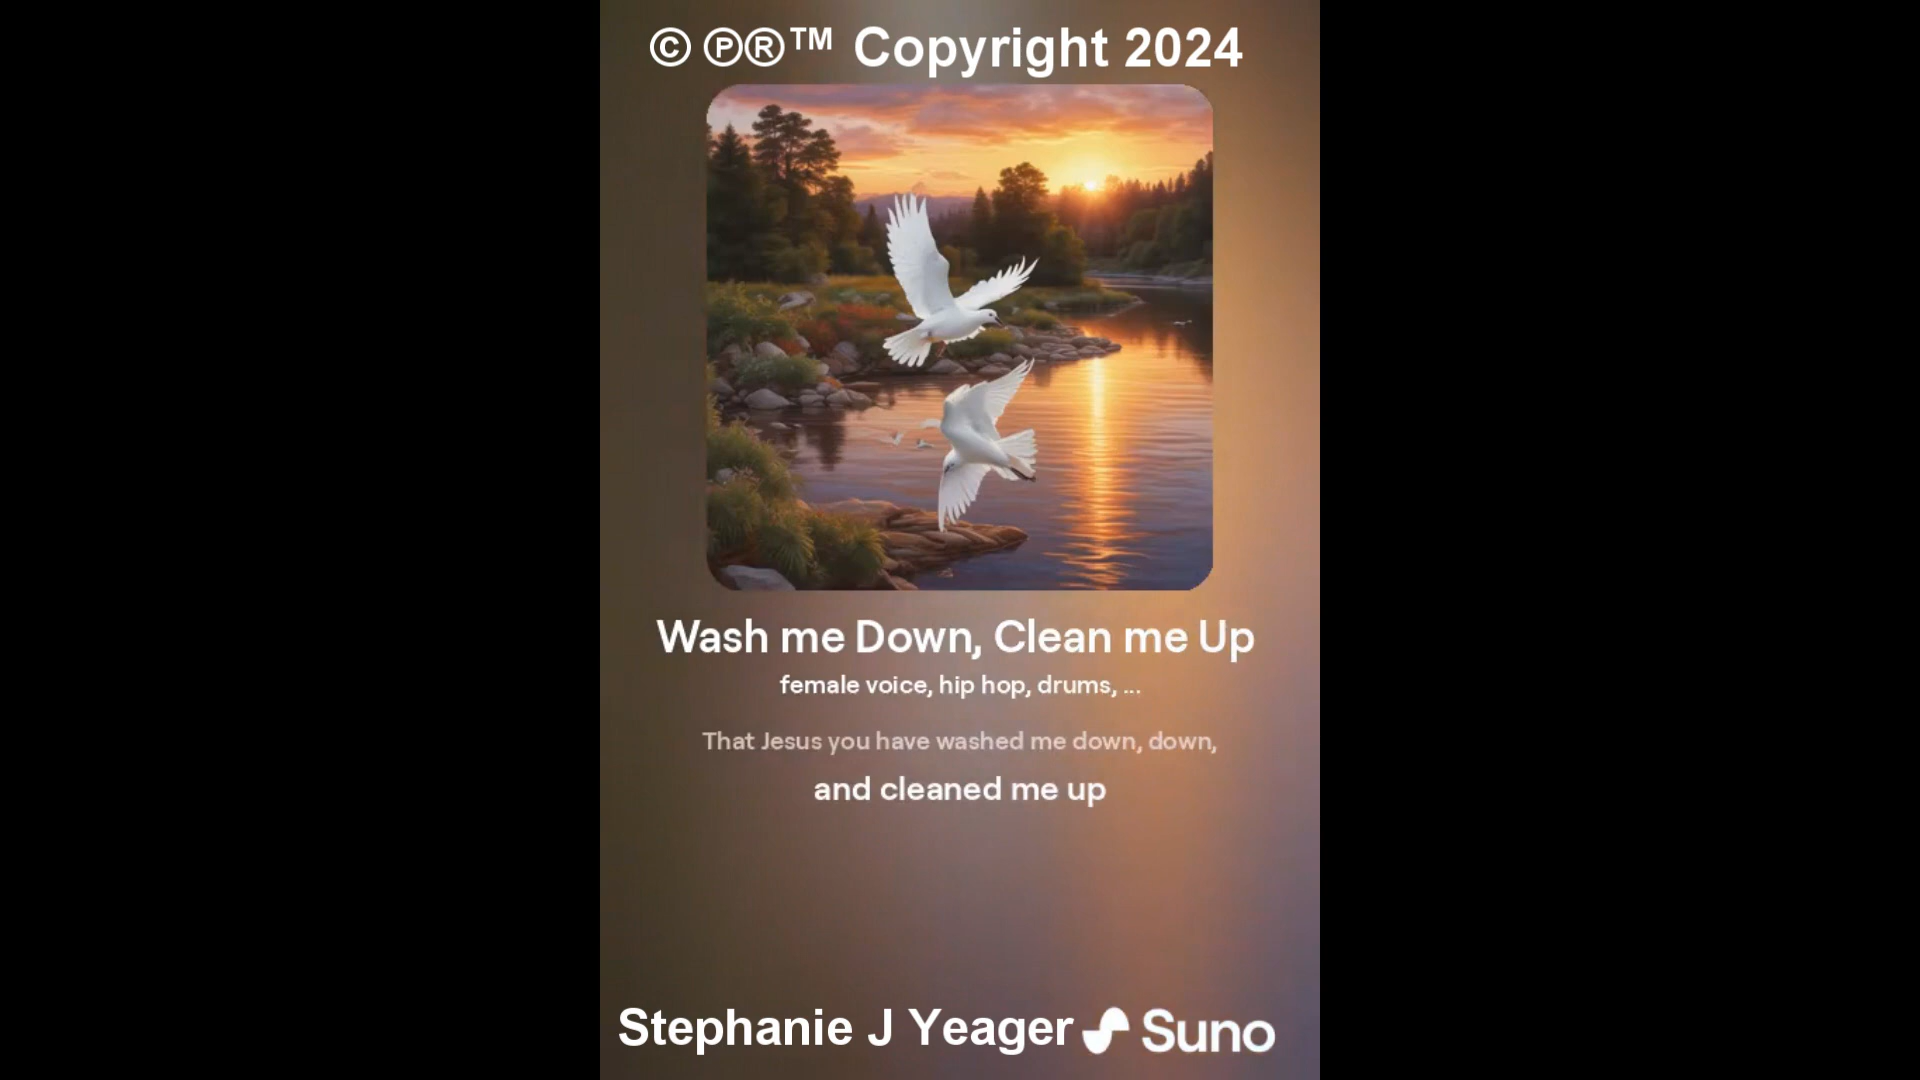 © ℗®™ Copyright 2024
Wash me Down, Clean me Up
female voice, hip hop, drums, ...
That Jesus you have washed me down, down,
and cleaned me up
Stephanie J Yeager Suno